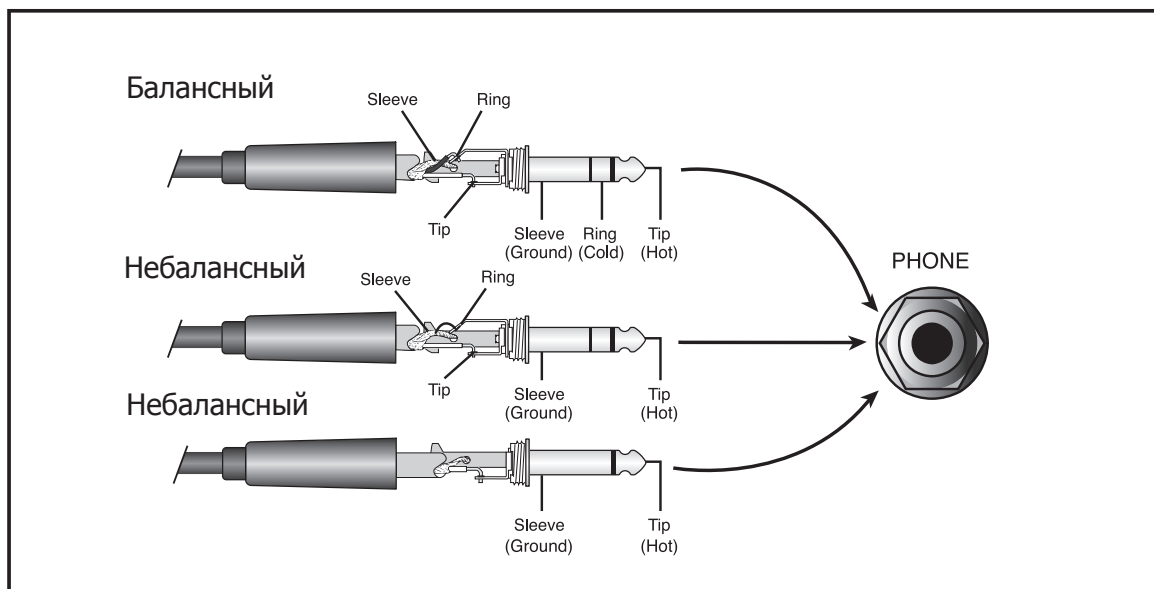 Балансный
Sleeve Ring
Tip
Sleeve Ring Tip
(Ground) (Cold) (Hot)
PHONE
Небалансный
Sleeve Ring
Tip
Sleeve Tip
(Ground) (Hot)
Небалансный
Sleeve Tip
(Ground) (Hot)